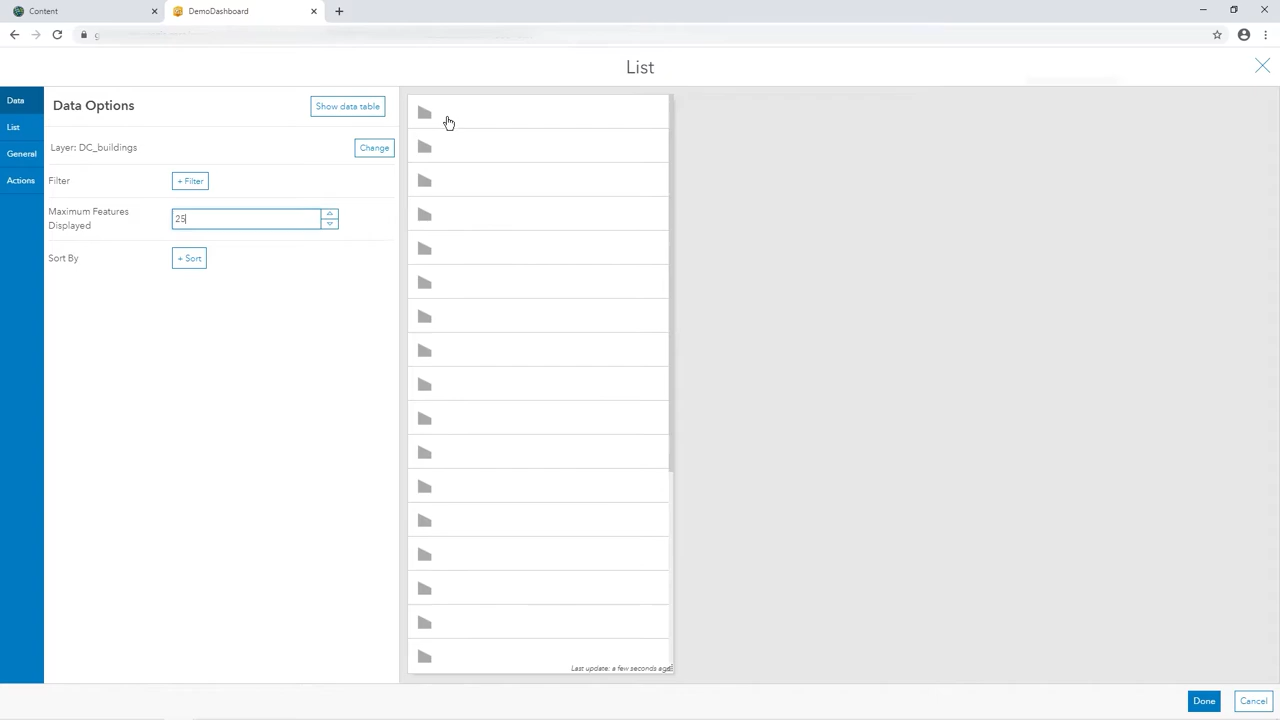 Content
DemoDashboard
List
Data
List
General
Actions
Data Options
Show data table
Layer: DC_buildings
Change
Filter
+ Filter
Maximum Features
Displayed
25
Sort By
+ Sort
Last update: a few seconds ago
Done
Cancel